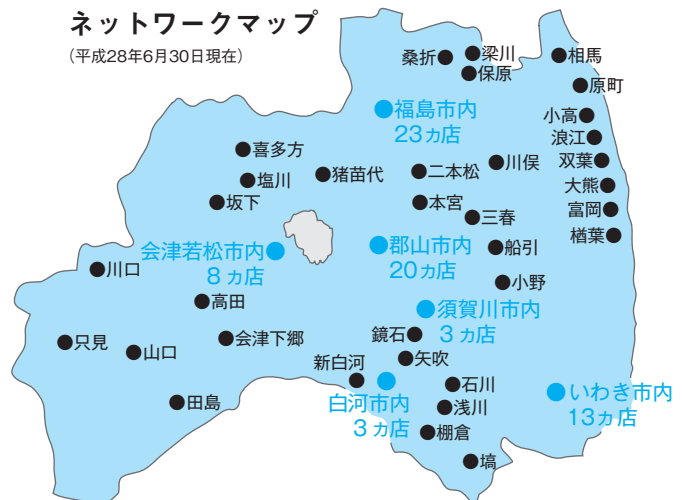 ネットワークマップ
(平成28年6月30日現在)
桑折
梁川
保原
相馬
原町
小高
浪江
双葉
大熊
富岡
楢葉
福島市内
23ヵ店
喜多方
塩川
坂下
猪苗代
二本松
川俣
本宮
三春
会津若松市内
8ヵ店
郡山市内
20ヵ店
船引
小野
川口
高田
須賀川市内
3ヵ店
鏡石
只見
山口
会津下郷
新白河
矢吹
田島
白河市内
3ヵ店
石川
浅川
棚倉
塙
いわき市内
13ヵ店